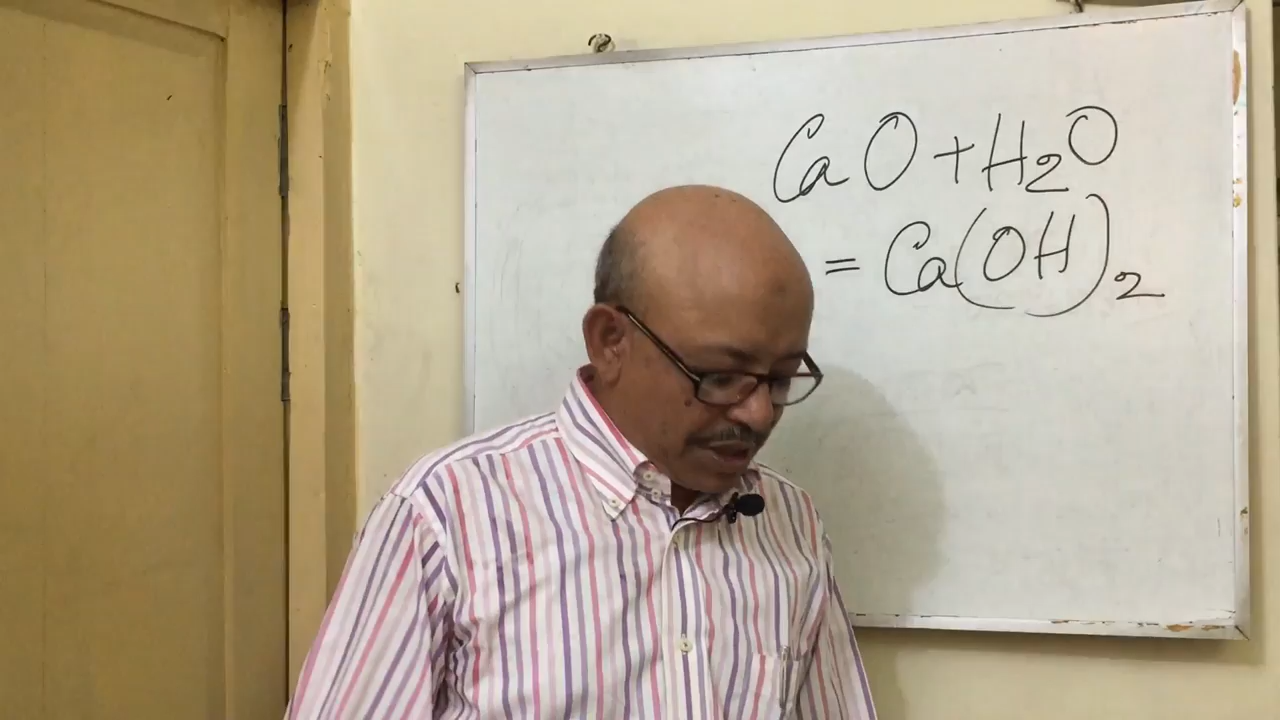 CaO + H2O
= Ca(OH)2